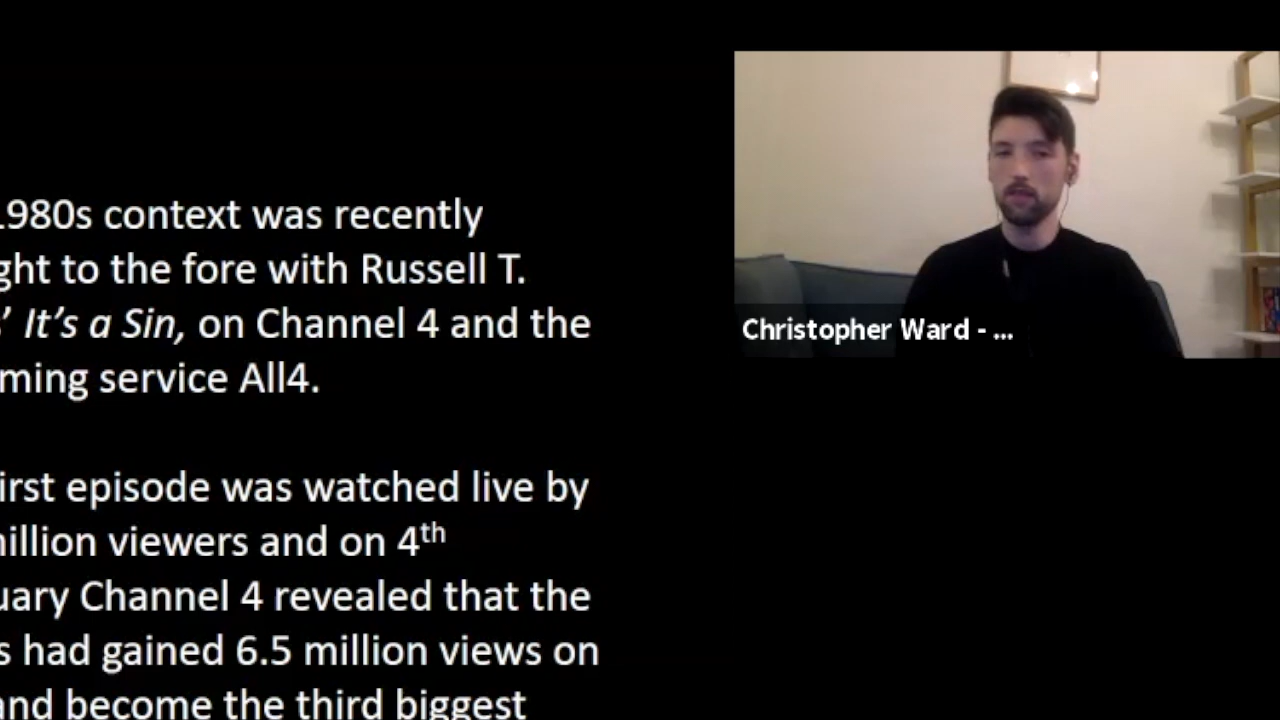 1980s context was recently
ght to the fore with Russell T.
s’ It’s a Sin, on Channel 4 and the
ming service All4.
irst episode was watched live by
million viewers and on 4th
uary Channel 4 revealed that the
s had gained 6.5 million views on
and become the third biggest
Christopher Ward - ...